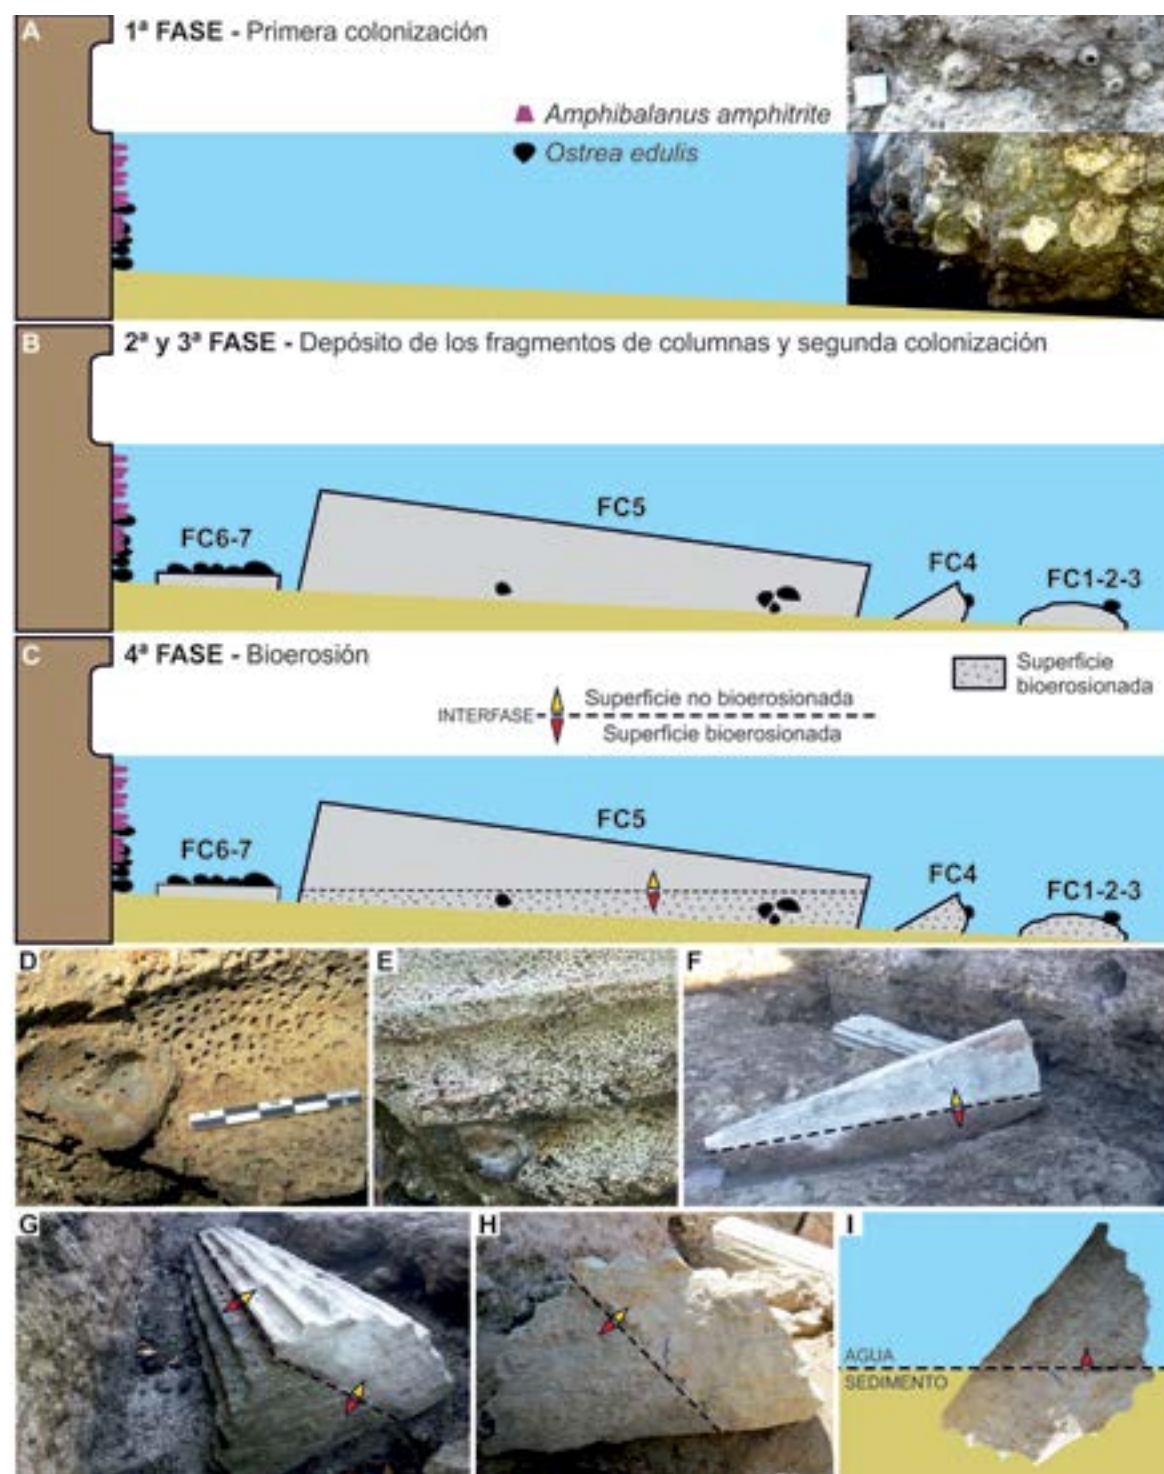 A
1ª FASE - Primera colonización
Amphibalanus amphitrite
Ostrea edulis
B
2ª y 3ª FASE - Depósito de los fragmentos de columnas y segunda colonización
FC6-7
FC5
FC4
FC1-2-3
C
4ª FASE - Bioerosión
Superficie
bioerosionada
Superficie no bioerosionada
INTERFASE
Superficie bioerosionada
FC6-7
FC5
FC4
FC1-2-3
D
E
F
G
H
I
AGUA
SEDIMENTO